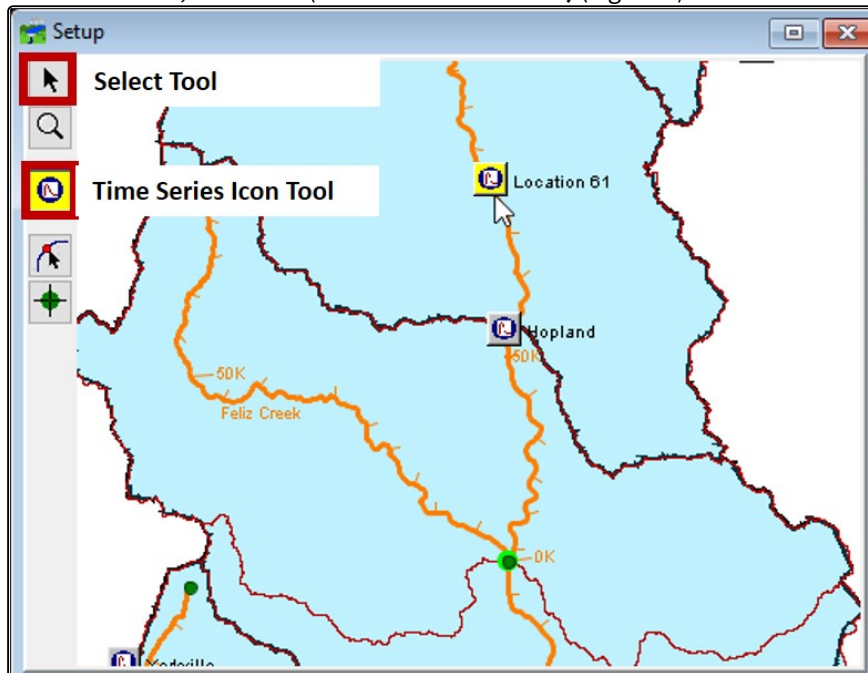 Setup
Select Tool
Location 61
Time Series Icon Tool
Hopland
50K
50K
Feliz Creek
0K